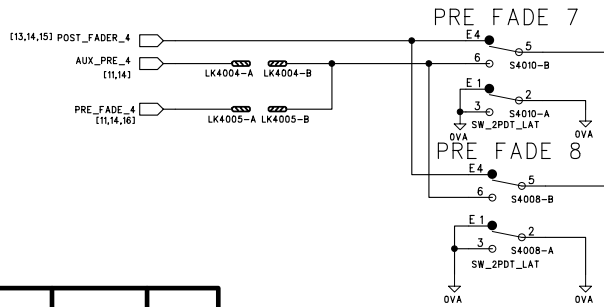 PRE FADE 7
[13,14,15] POST_FADER_4
E4
5
AUX_PRE_4
6
S4010-B
[11,14]
LK4004-A LK4004-B
E1
2
PRE_FADE_4
3
S4010-A
[11,14,16]
LK4005-A LK4005-B
SW_2PDT_LAT
0VA
0VA
PRE FADE 8
E4
5
6
S4008-B
E1
2
3
S4008-A
SW_2PDT_LAT
0VA
0VA